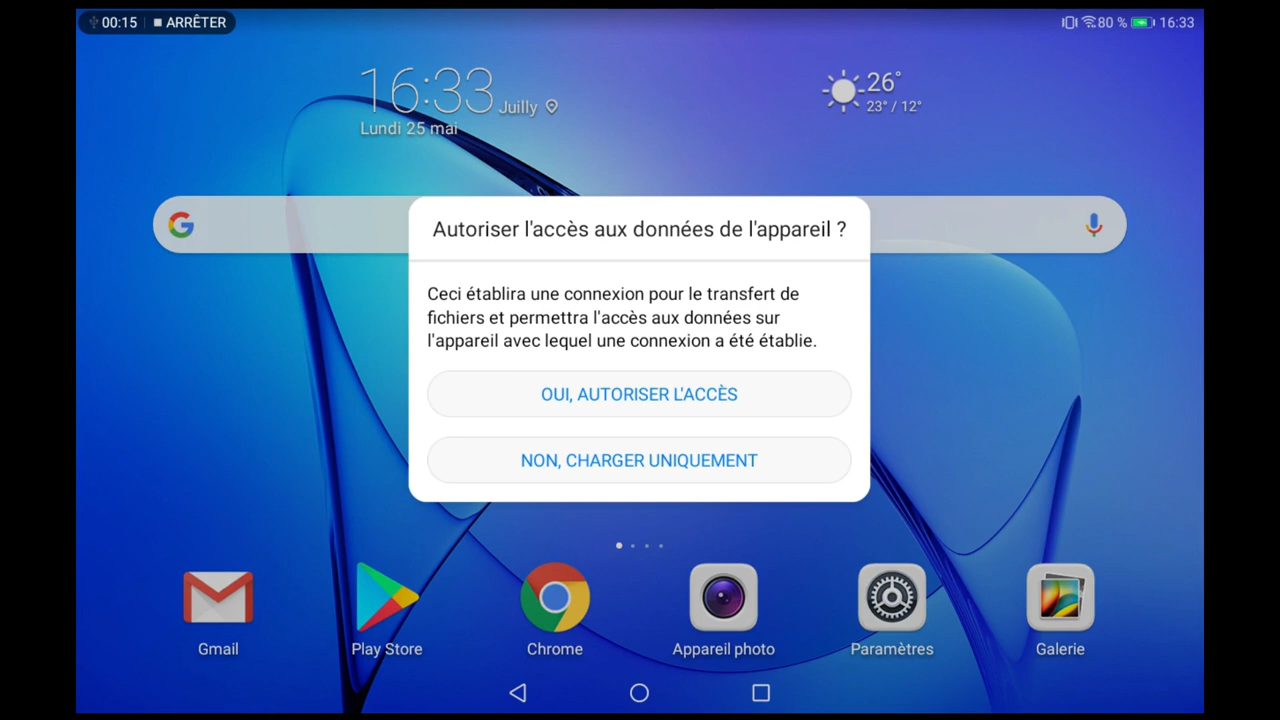 00:15 ARRÊTER
80 % 16:33
16:33 Juilly
Lundi 25 mai
26°
23° / 12°
Autoriser l'accès aux données de l'appareil ?
Ceci établira une connexion pour le transfert de
fichiers et permettra l'accès aux données sur
l'appareil avec lequel une connexion a été établie.
OUI, AUTORISER L'ACCÈS
NON, CHARGER UNIQUEMENT
Gmail
Play Store
Chrome
Appareil photo
Paramètres
Galerie